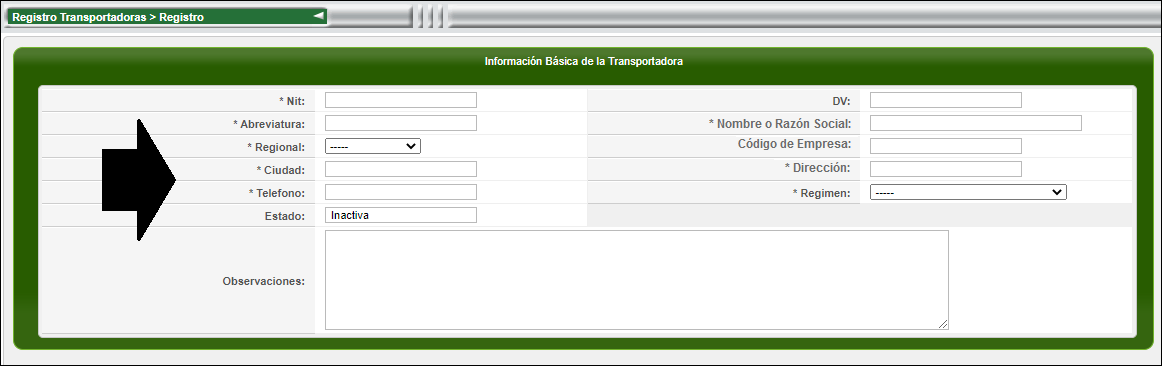 Registro Transportadoras > Registro
Información Básica de la Transportadora
* Nit: DV:
* Abreviatura: * Nombre o Razón Social:
* Regional: ----- Código de Empresa:
* Ciudad: * Dirección:
* Telefono: * Regimen: -----
Estado: Inactiva
Observaciones: